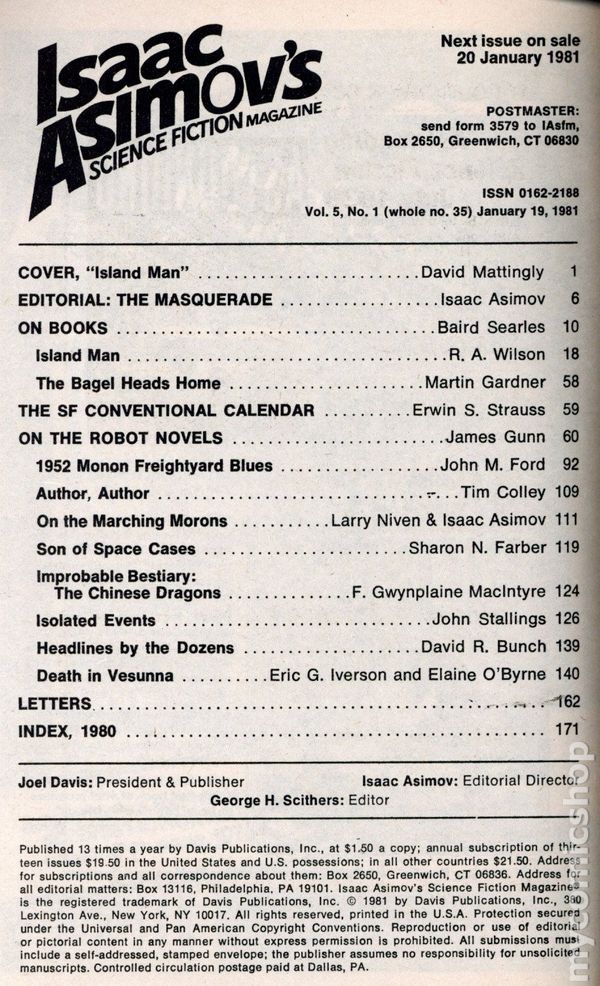 Isaac
Asimov's
SCIENCE FICTION MAGAZINE
Next issue on sale
20 January 1981
POSTMASTER:
send form 3579 to IAsfm,
Box 2650, Greenwich, CT 06830
ISSN 0162-2188
Vol. 5, No. 1 (whole no. 35) January 19, 1981
COVER, "Island Man" ........................David Mattingly 1
EDITORIAL: THE MASQUERADE .................Isaac Asimov 6
ON BOOKS ..................................Baird Searles 10
Island Man ..................................R. A. Wilson 18
The Bagel Heads Home .....................Martin Gardner 58
THE SF CONVENTIONAL CALENDAR ..........Erwin S. Strauss 59
ON THE ROBOT NOVELS .......................James Gunn 60
1952 Monon Freightyard Blues .................John M. Ford 92
Author, Author .................................Tim Colley 109
On the Marching Morons ...........Larry Niven & Isaac Asimov 111
Son of Space Cases .......................Sharon N. Farber 119
Improbable Bestiary:
The Chinese Dragons ..............F. Gwynplaine MacIntyre 124
Isolated Events .............................John Stallings 126
Headlines by the Dozens .....................David R. Bunch 139
Death in Vesunna ..........Eric G. Iverson and Elaine O'Byrne 140
LETTERS.................................................162
INDEX, 1980 .............................................171
Joel Davis: President & Publisher
Isaac Asimov: Editorial Director
George H. Scithers: Editor
Published 13 times a year by Davis Publications, Inc., at $1.50 a copy; annual subscription of thir-
teen issues $19.50 in the United States and U.S. possessions; in all other countries $21.50. Address
for subscriptions and all correspondence about them: Box 2650, Greenwich, CT 06836. Address for
all editorial matters: Box 13116, Philadelphia, PA 19101. Isaac Asimov's Science Fiction Magazine®
is the registered trademark of Davis Publications, Inc. © 1981 by Davis Publications, Inc., 380
Lexington Ave., New York, NY 10017. All rights reserved, printed in the U.S.A. Protection secured
under the Universal and Pan American Copyright Conventions. Reproduction or use of editorial
or pictorial content in any manner without express permission is prohibited. All submissions must
include a self-addressed, stamped envelope; the publisher assumes no responsibility for unsolicited
manuscripts. Controlled circulation postage paid at Dallas, PA.
mycomicshop